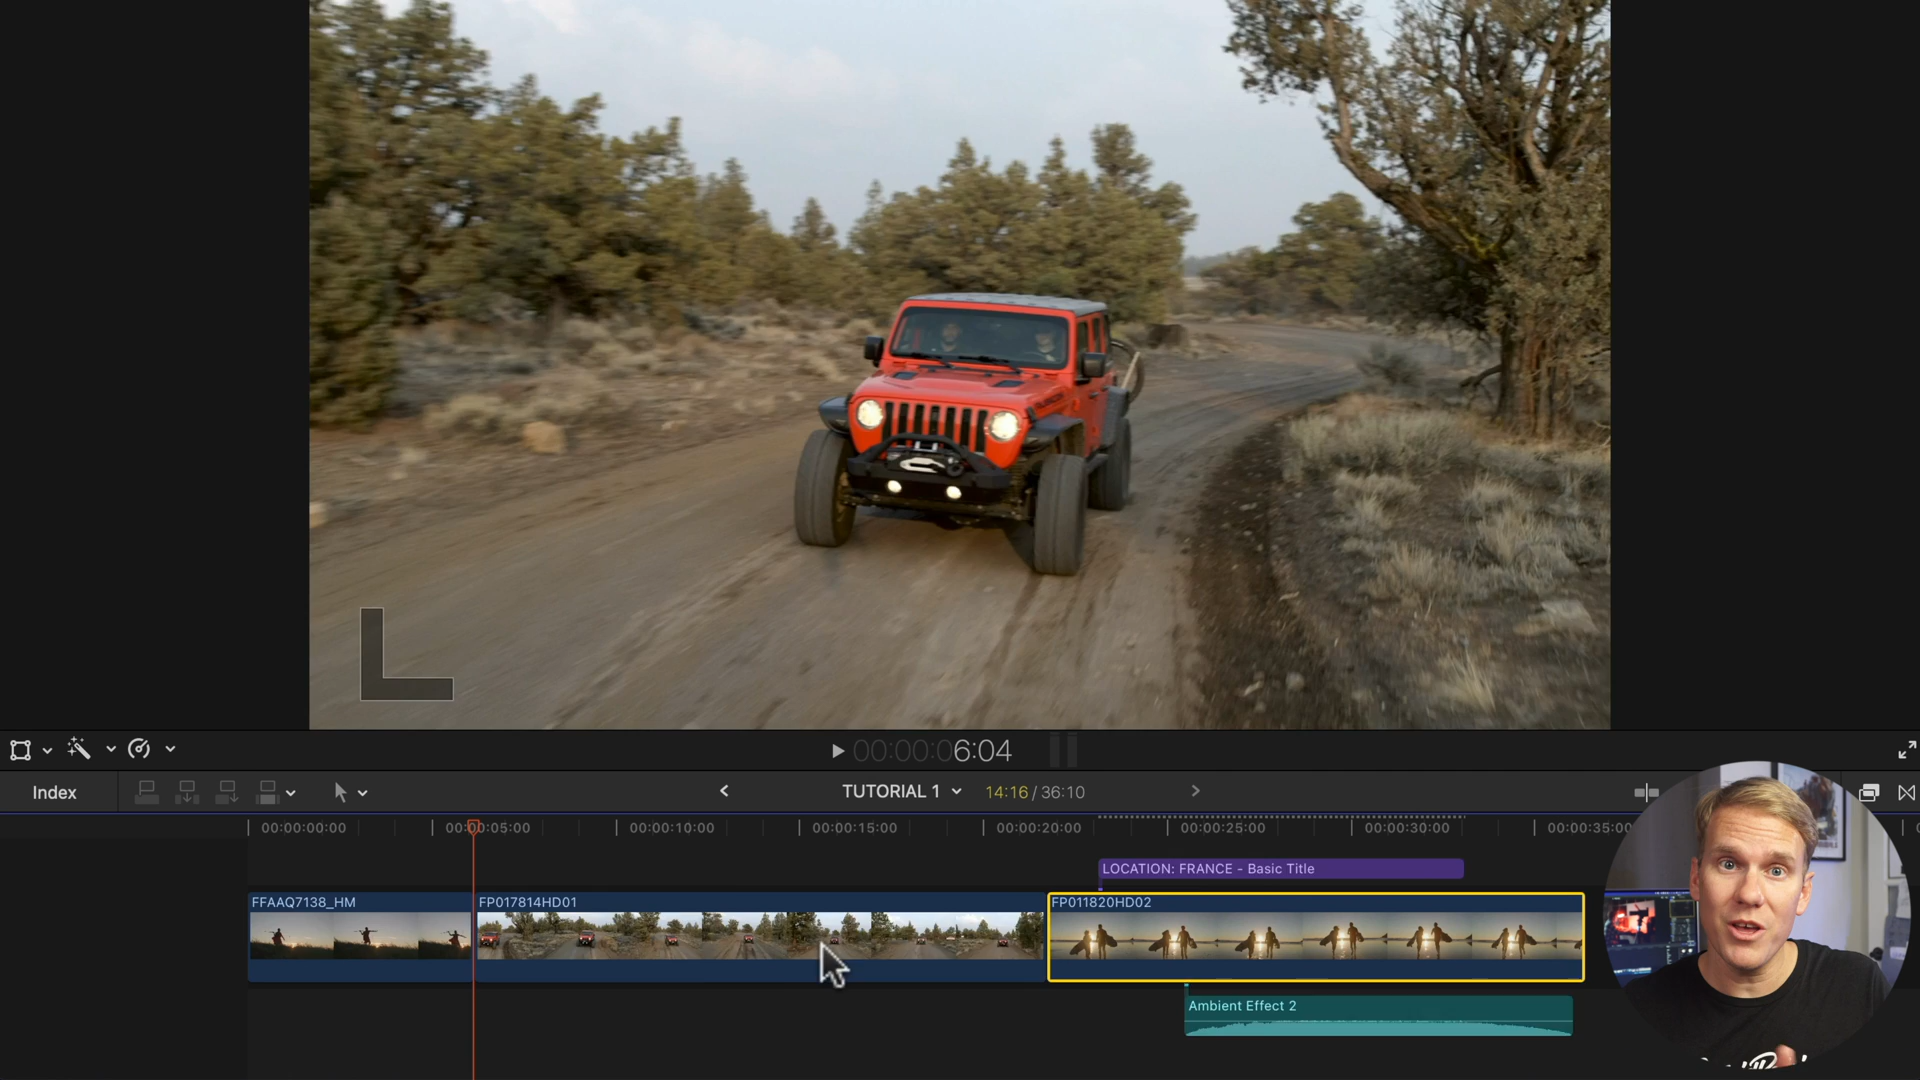 00:00:06:04
Index
TUTORIAL 1
14:16 / 36:10
00:00:00:00
00:00:05:00
00:00:10:00
00:00:15:00
00:00:20:00
00:00:25:00
00:00:30:00
00:00:35:00
LOCATION: FRANCE - Basic Title
FFAAQ7138_HM
FP017814HD01
FP011820HD02
Ambient Effect 2